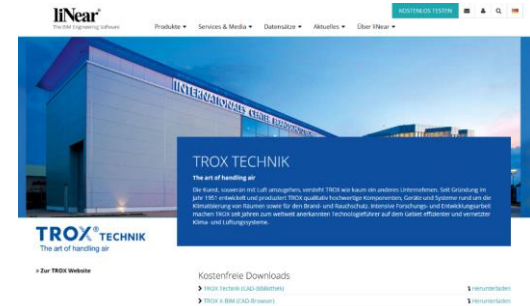 liNear®
The BIM Engineering Software
KOSTENLOS TESTEN
Produkte Services & Media Datensätze Aktuelles Über liNear
INTERNATIONALES CENTRE
TROX TECHNIK
The art of handling air
Die Kunst, souverän mit Luft umzugehen, versteht TROX wie kaum ein anderes Unternehmen. Seit Gründung im
Jahr 1951 entwickelt und produziert TROX qualitativ hochwertige Komponenten, Geräte und Systeme rund um die
Klimatisierung von Räumen sowie für den Brand- und Rauchschutz. Intensive Forschungs- und Entwicklungsarbeit
machen TROX seit Jahren zum weltweit anerkannten Technologieführer auf dem Gebiet effizienter und vernetzter
Klima- und Lüftungssysteme.
TROX® TECHNIK
The art of handling air
» Zur TROX Website
Kostenfreie Downloads
TROX Technik (CAD-Bibliothek) Herunterladen
TROX X-BIM (CAD-Browser) Herunterladen